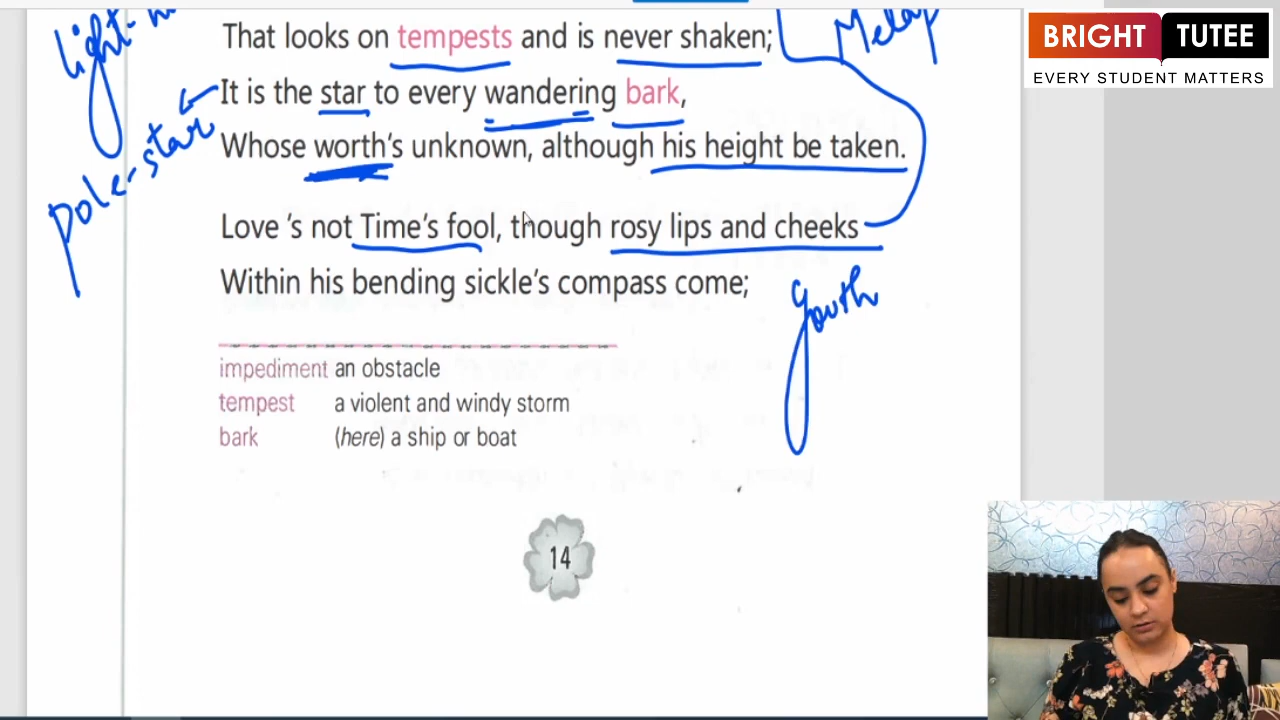 BRIGHT TUTEE
EVERY STUDENT MATTERS
That looks on tempests and is never shaken;
It is the star to every wandering bark,
pole-star
Whose worth's unknown, although his height be taken.
Love 's not Time's fool, though rosy lips and cheeks
Within his bending sickle's compass come;
youth
impediment an obstacle
tempest a violent and windy storm
bark (here) a ship or boat
14